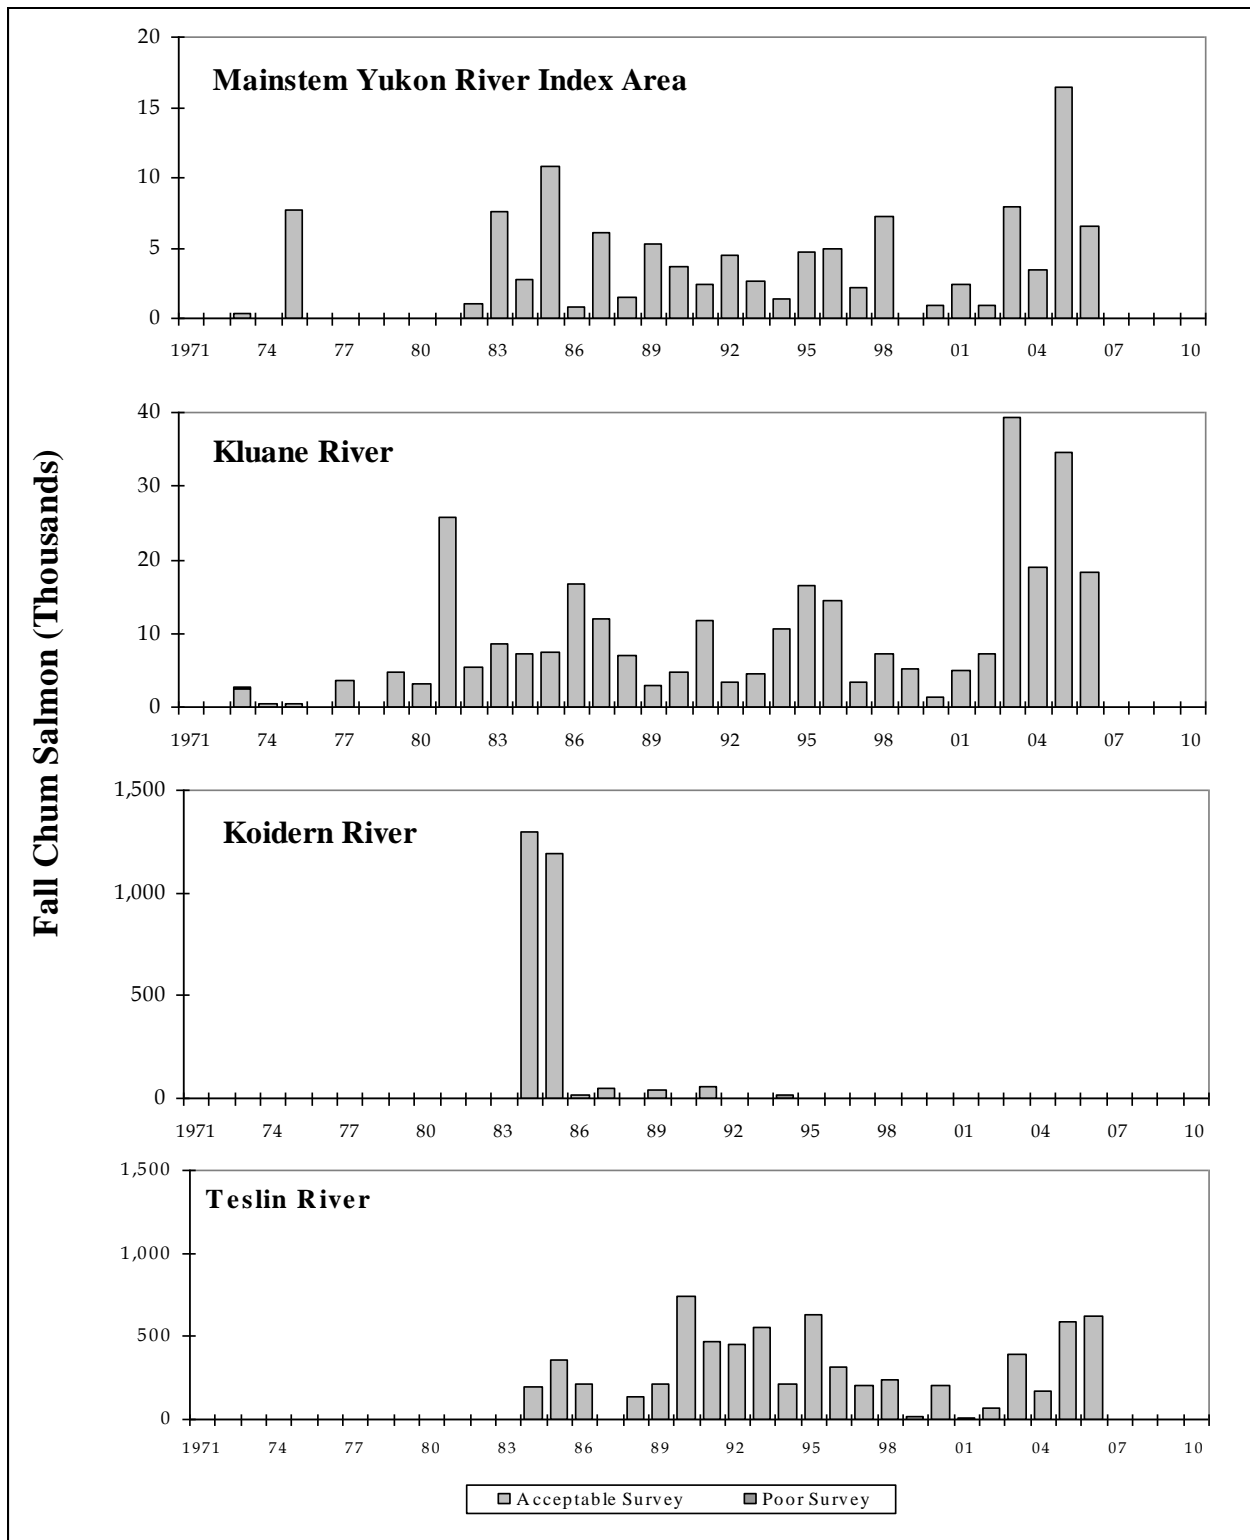 Fall Chum Salmon (Thousands)
Mainstem Yukon River Index Area
20
15
10
5
0
1971 74 77 80 83 86 89 92 95 98 01 04 07 10
Kluane River
40
30
20
10
0
1971 74 77 80 83 86 89 92 95 98 01 04 07 10
Koidern River
1,500
1,000
500
0
1971 74 77 80 83 86 89 92 95 98 01 04 07 10
Teslin River
1,500
1,000
500
0
1971 74 77 80 83 86 89 92 95 98 01 04 07 10
Acceptable Survey Poor Survey